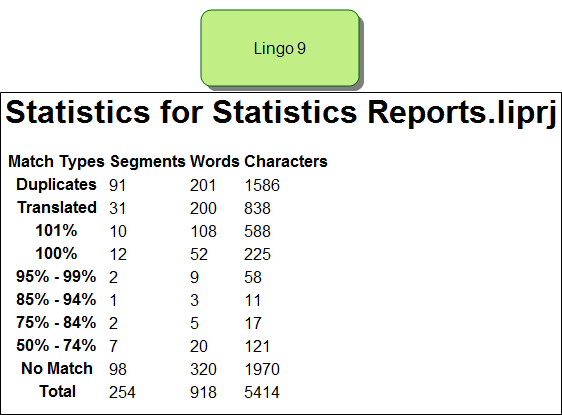 Lingo 9
Statistics for Statistics Reports.liprj
Match Types Segments Words Characters
Duplicates 91 201 1586
Translated 31 200 838
101% 10 108 588
100% 12 52 225
95% - 99% 2 9 58
85% - 94% 1 3 11
75% - 84% 2 5 17
50% - 74% 7 20 121
No Match 98 320 1970
Total 254 918 5414